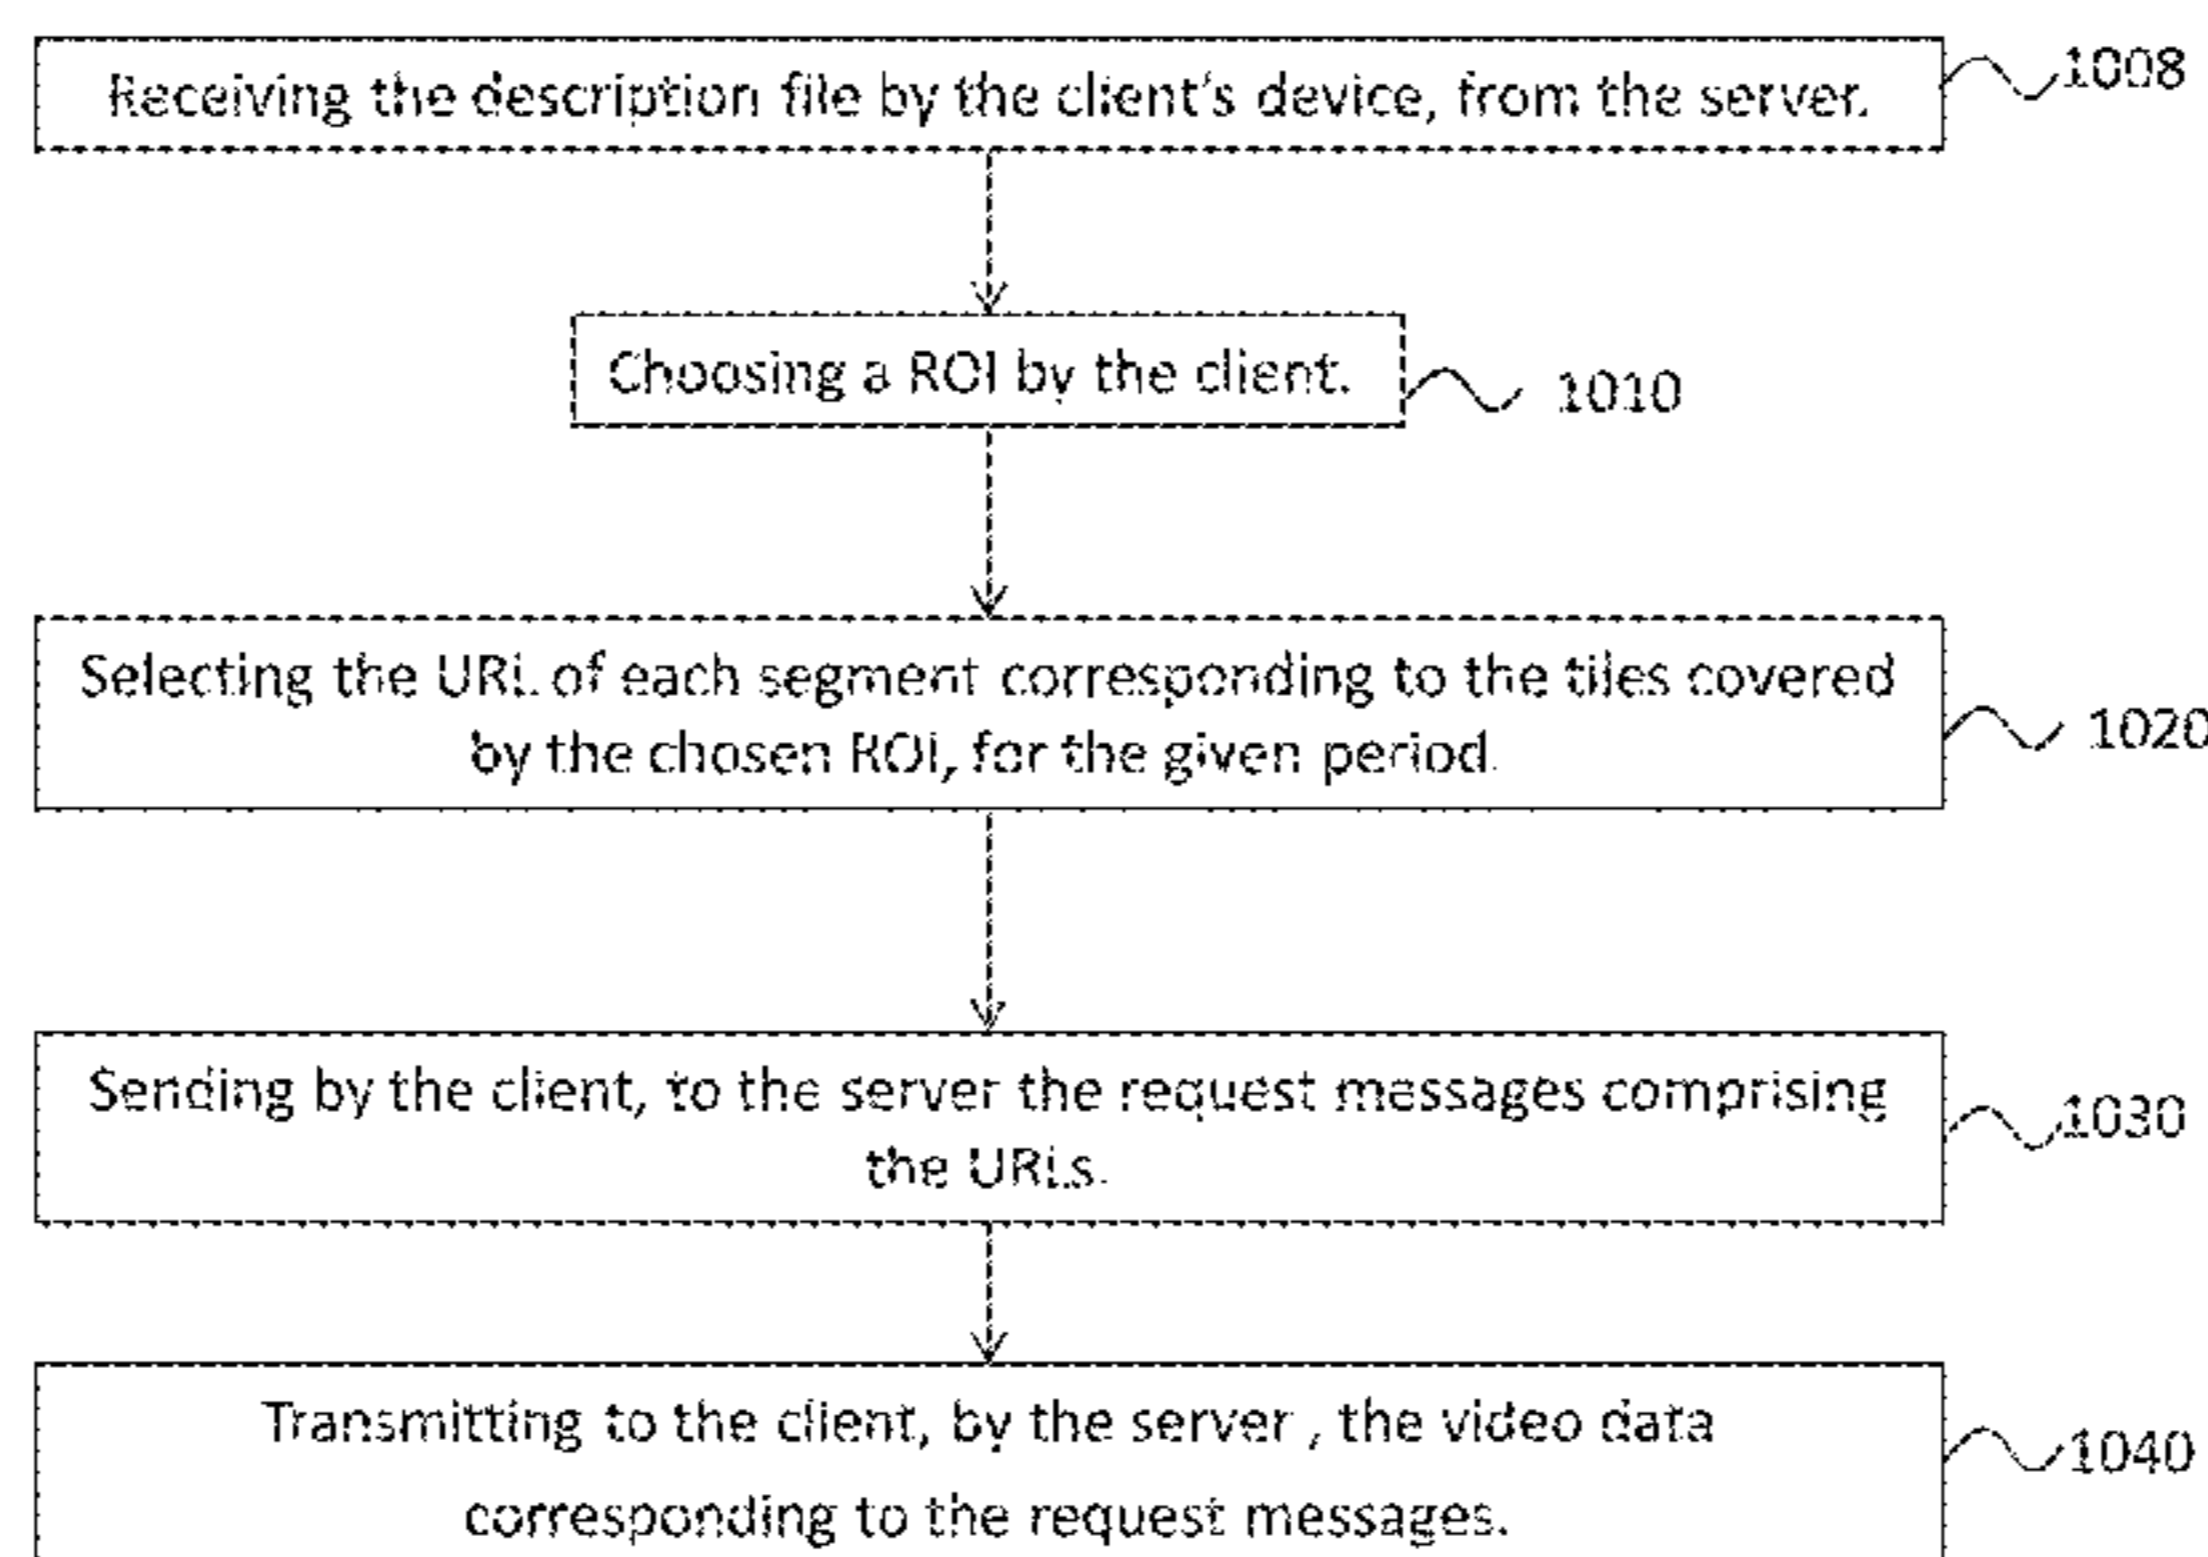 Receiving the description file by the client's device, from the server.
1008
Choosing a ROI by the client.
1010
Selecting the URL of each segment corresponding to the tiles covered
by the chosen ROI, for the given period.
1020
Sending by the client, to the server the request messages comprising
the URLs.
1030
Transmitting to the client, by the server , the video data
corresponding to the request messages.
1040